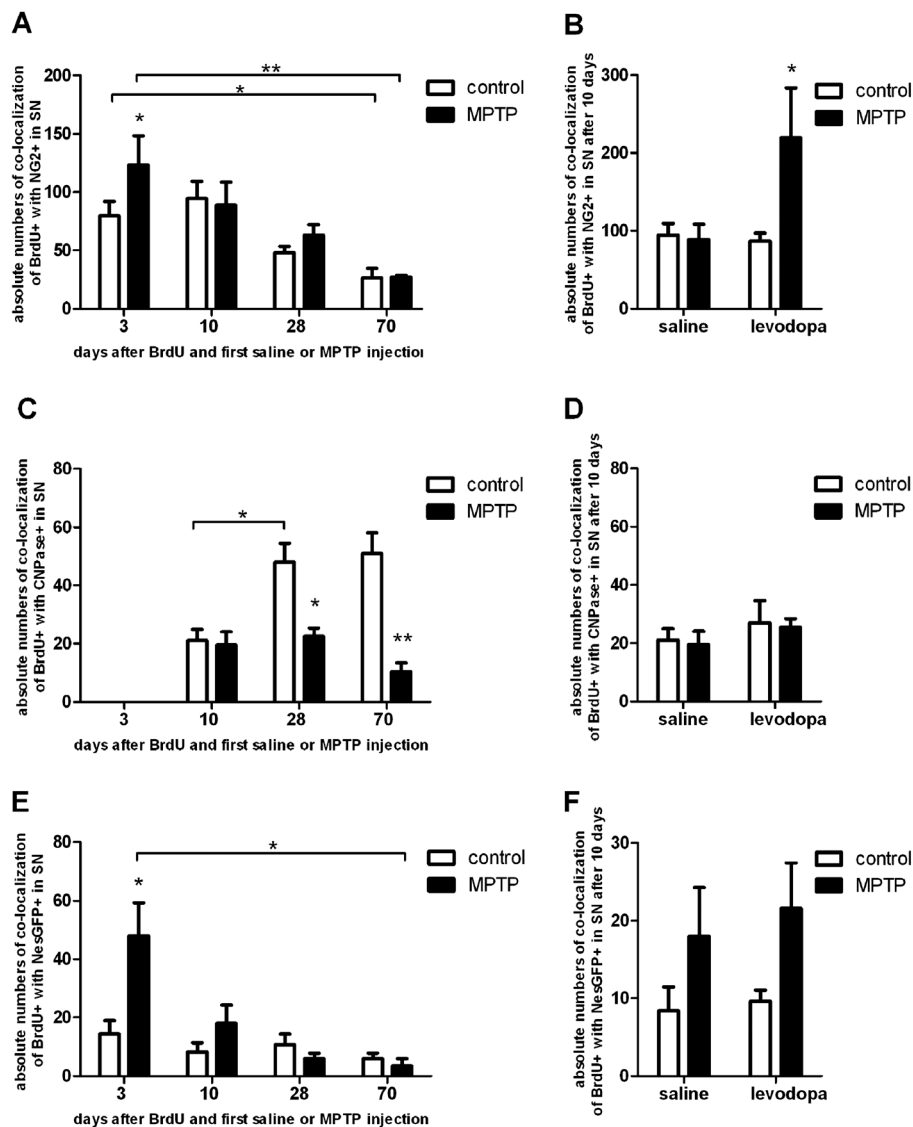 A
absolute numbers of co-localization
of BrdU+ with NG2+ in SN
200
150
100
50
0
**
*
*
control
MPTP
3 10 28 70
days after BrdU and first saline or MPTP injection
B
absolute numbers of co-localization
of BrdU+ with NG2+ in SN after 10 days
300
200
100
0
*
control
MPTP
saline levodopa
C
absolute numbers of co-localization
of BrdU+ with CNPase+ in SN
80
60
40
20
0
*
*
**
control
MPTP
3 10 28 70
days after BrdU and first saline or MPTP injection
D
absolute numbers of co-localization
of BrdU+ with CNPase+ in SN after 10 days
80
60
40
20
0
control
MPTP
saline levodopa
E
absolute numbers of co-localization
of BrdU+ with NesGFP+ in SN
80
60
40
20
0
*
*
control
MPTP
3 10 28 70
days after BrdU and first saline or MPTP injection
F
absolute numbers of co-localization
of BrdU+ with NesGFP+ in SN after 10 days
30
20
10
0
control
MPTP
saline levodopa